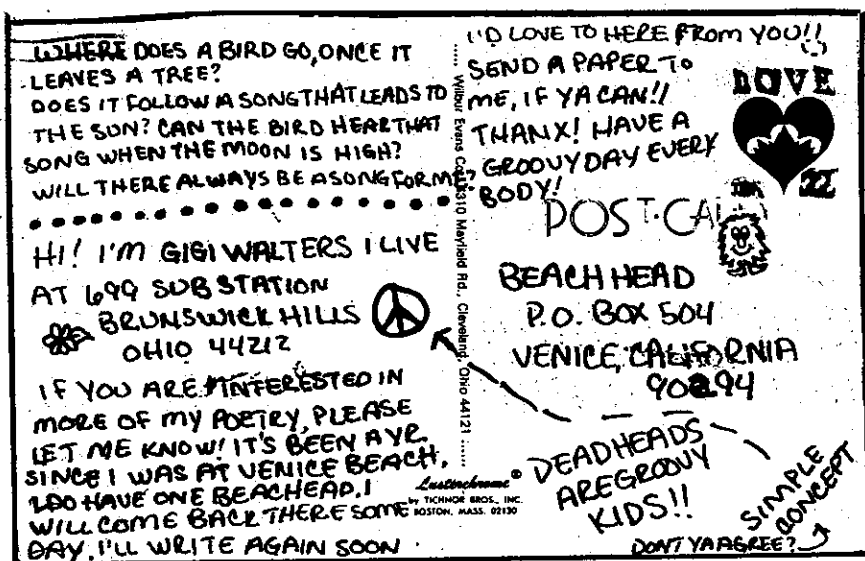 WHERE DOES A BIRD GO, ONCE IT
LEAVES A TREE?
DOES IT FOLLOW A SONG THAT LEADS TO
THE SUN? CAN THE BIRD HEAR THAT
SONG WHEN THE MOON IS HIGH?
WILL THERE ALWAYS BE A SONG FOR ME?
HI! I'M GIGI WALTERS I LIVE
AT 699 SUBSTATION
BRUNSWICK HILLS
OHIO 44212
IF YOU ARE INTERESTED IN
MORE OF MY POETRY, PLEASE
LET ME KNOW! IT'S BEEN A YR.
SINCE I WAS AT VENICE BEACH.
I DO HAVE ONE BEACHEAD. I
WILL COME BACK THERE SOME
DAY. I'LL WRITE AGAIN SOON
Wilbur Evans Co. 4310 Mayfield Rd., Cleveland, Ohio 44121
Lusterchrome®
by TICHNOR BROS., INC.
BOSTON, MASS. 02130
I'D LOVE TO HERE FROM YOU!!
SEND A PAPER TO
ME, IF YA CAN!!
THANX! HAVE A
GROOVY DAY EVERY
BODY!
LOVE
22
POST-CA
BEACH HEAD
P.O. BOX 504
VENICE, CALIFORNIA
90294
DEADHEADS
ARE GROOVY
KIDS!!
SIMPLE
CONCEPT
DONT YA AGREE?